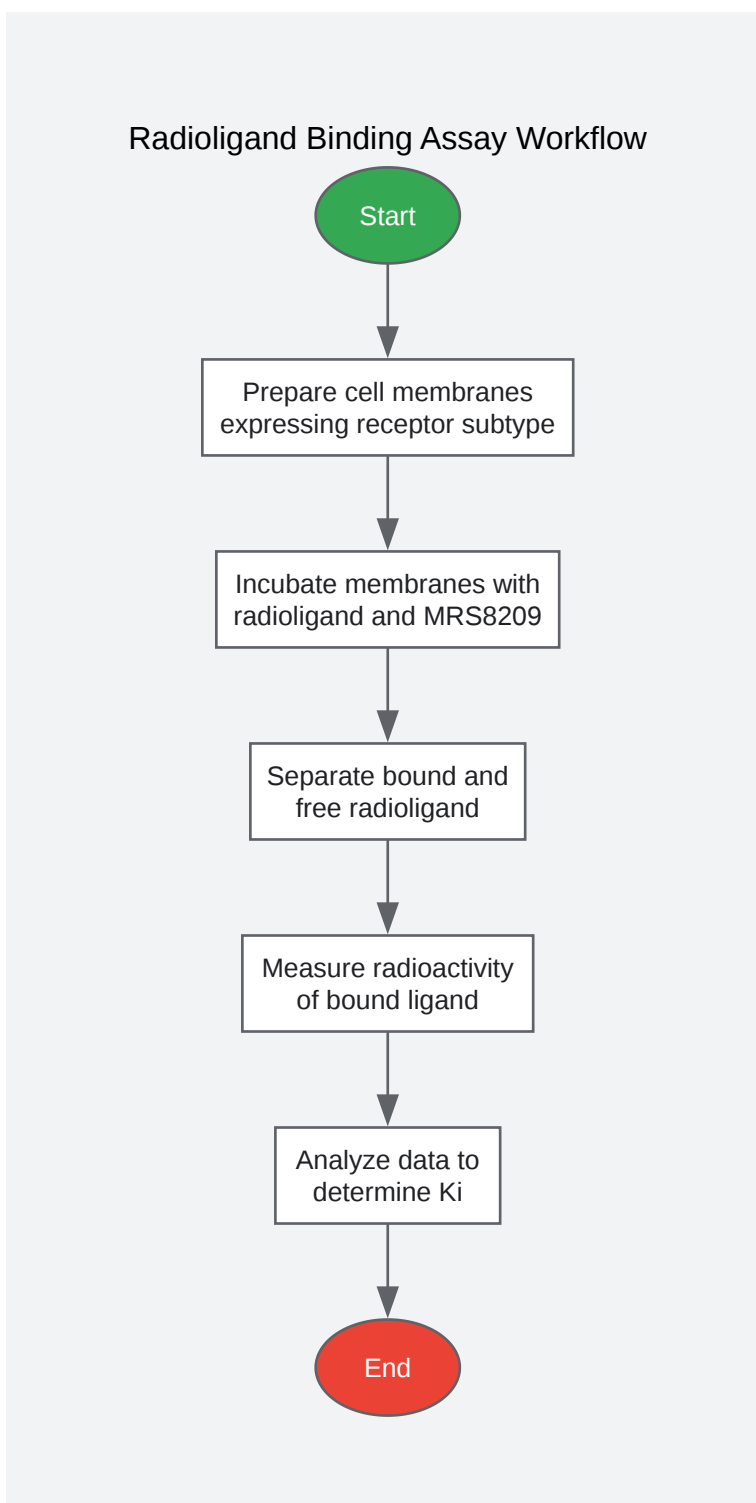 Radioligand Binding Assay Workflow
Start
Prepare cell membranes
expressing receptor subtype
Incubate membranes with
radioligand and MRS8209
Separate bound and
free radioligand
Measure radioactivity
of bound ligand
Analyze data to
determine Ki
End